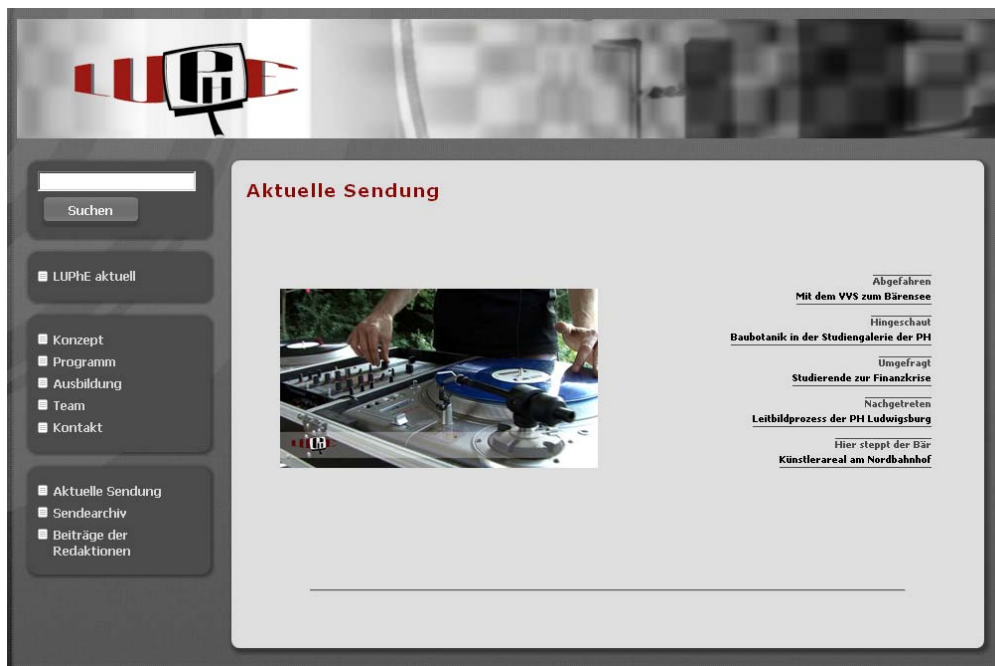 LUPHE
Suchen
LUPhE aktuell
Konzept
Programm
Ausbildung
Team
Kontakt
Aktuelle Sendung
Sendearchiv
Beiträge der
Redaktionen
Aktuelle Sendung
LUPHE
Abgefahren
Mit dem VVS zum Bärensee
Hingeschaut
Baubotanik in der Studiengalerie der PH
Umgefragt
Studierende zur Finanzkrise
Nachgetreten
Leitbildprozess der PH Ludwigsburg
Hier steppt der Bär
Künstlerareal am Nordbahnhof